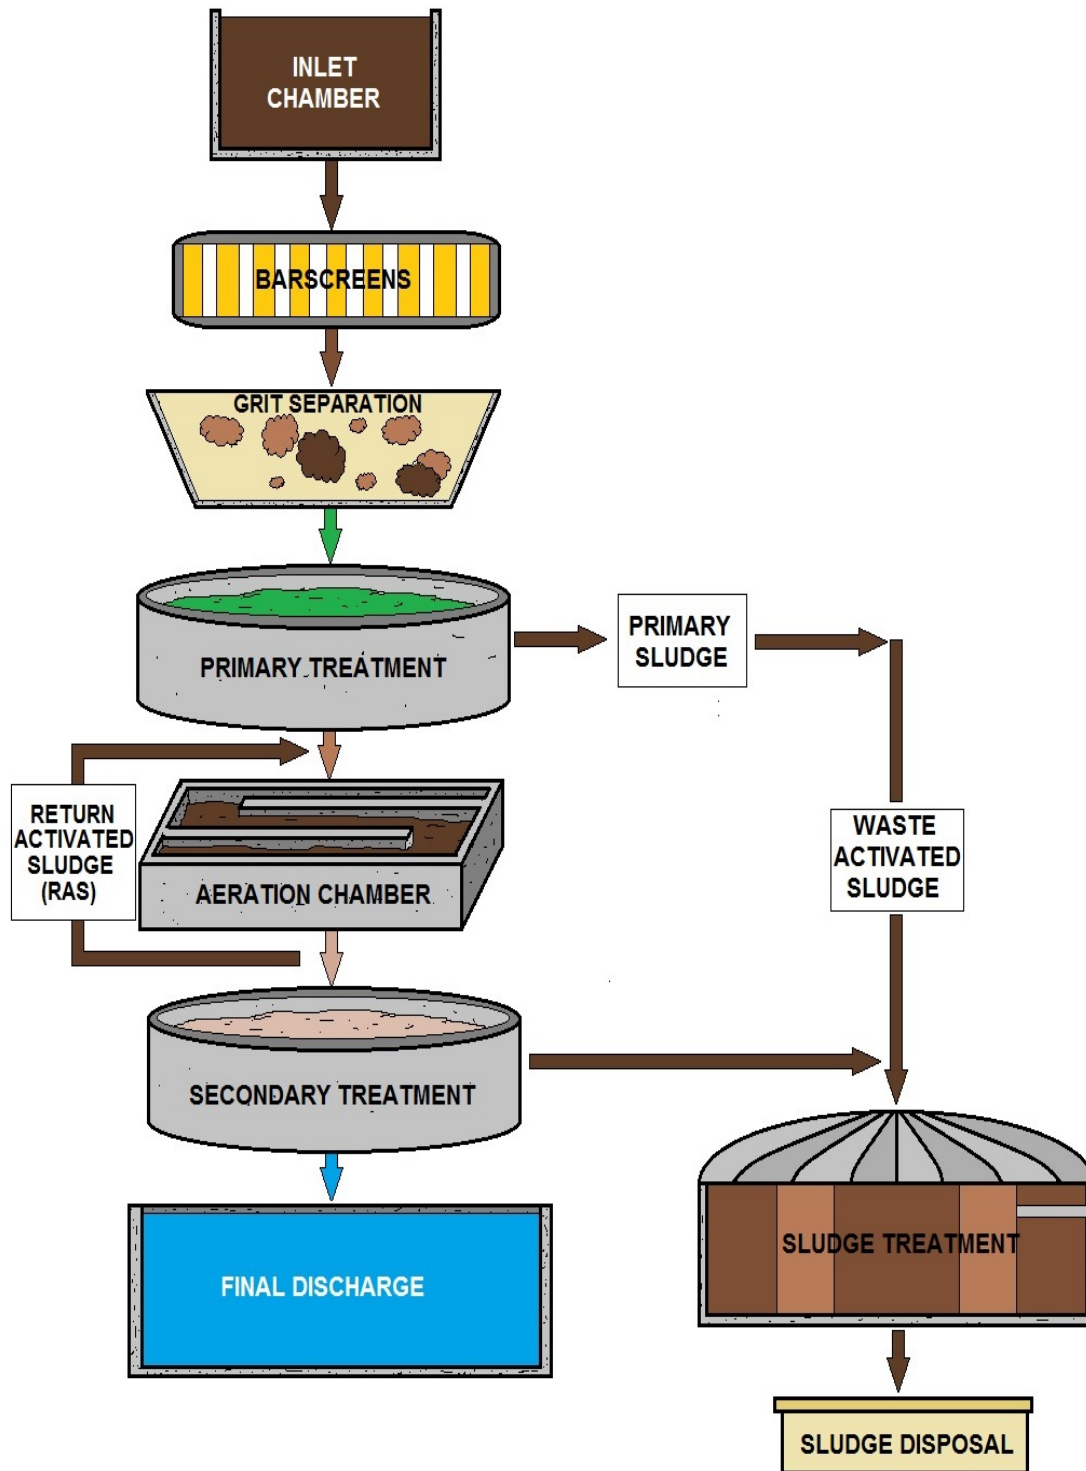 INLET
CHAMBER
BARSCREENS
GRIT SEPARATION
PRIMARY TREATMENT
PRIMARY
SLUDGE
RETURN
ACTIVATED
SLUDGE
(RAS)
AERATION CHAMBER
WASTE
ACTIVATED
SLUDGE
SECONDARY TREATMENT
SLUDGE TREATMENT
FINAL DISCHARGE
SLUDGE DISPOSAL